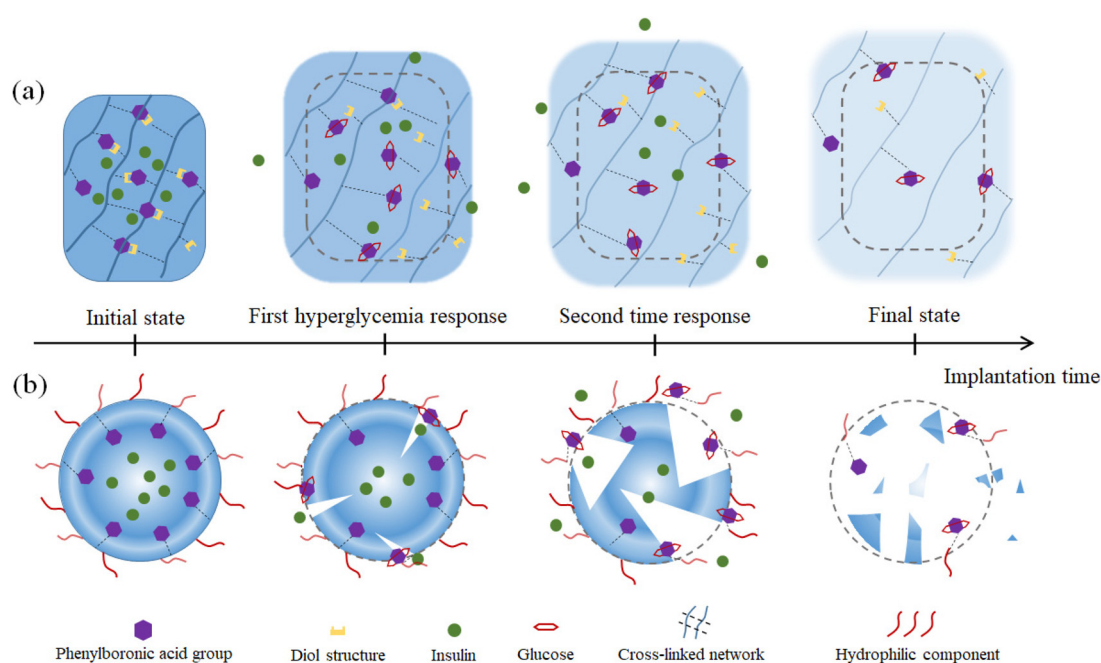 (a)
Initial state
First hyperglycemia response
Second time response
Final state
Implantation time
(b)
Phenylboronic acid group
Diol structure
Insulin
Glucose
Cross-linked network
Hydrophilic component